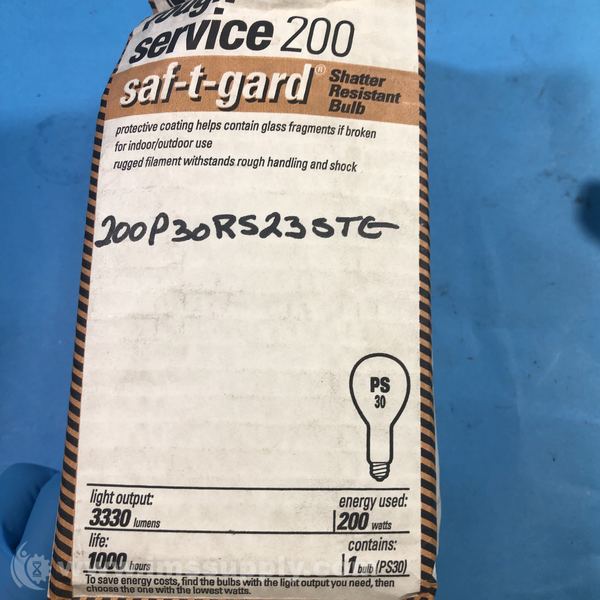 rough
service 200
saf-t-gard® Shatter
Resistant
Bulb
protective coating helps contain glass fragments if broken
for indoor/outdoor use
rugged filament withstands rough handling and shock
200P30RS23STG
PS
30
light output:
3330 lumens
energy used:
200 watts
life:
1000 hours
contains:
1 bulb (PS30)
To save energy costs, find the bulbs with the light output you need, then
choose the one with the lowest watts.